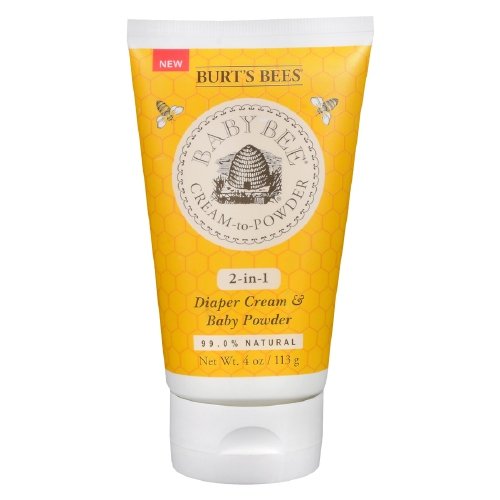 NEW
BURT'S BEES
BABY BEE
CREAM-to-POWDER
2-in-1
Diaper Cream &
Baby Powder
99.0% NATURAL
Net Wt. 4 oz / 113 g